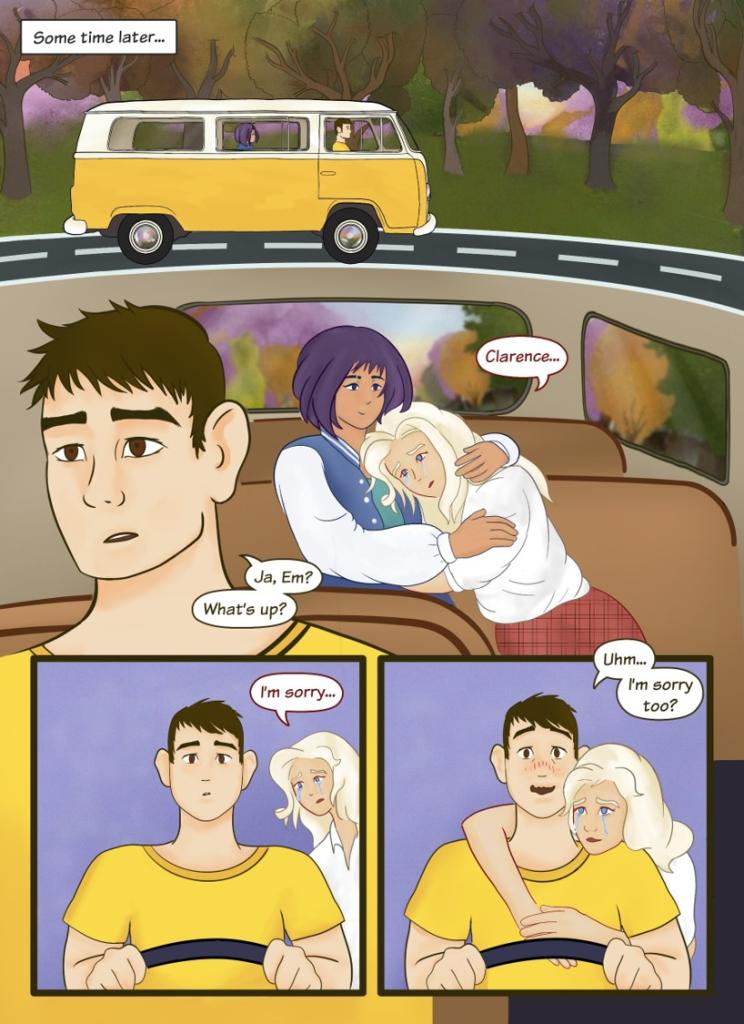 Some time later...
Clarence...
Ja, Em?
What's up?
I'm sorry...
Uhm...
I'm sorry
too?